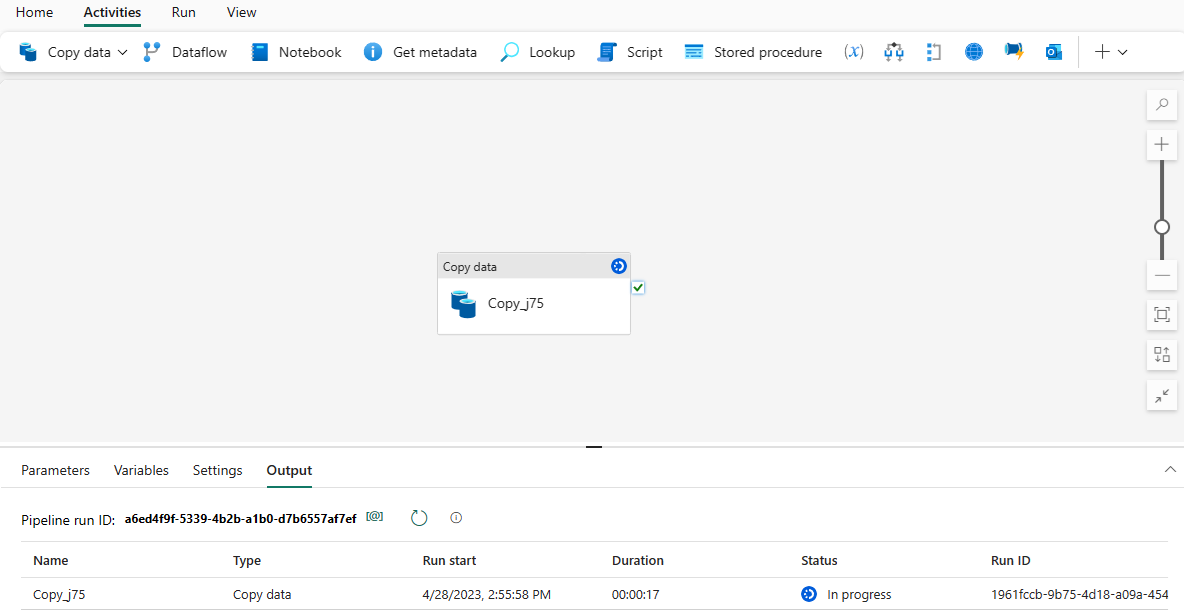 Home Activities Run View
Copy data Dataflow Notebook Get metadata Lookup Script Stored procedure (x)
Copy data
Copy_j75
Parameters Variables Settings Output
Pipeline run ID: a6ed4f9f-5339-4b2b-a1b0-d7b6557af7ef [@]
Name Type Run start Duration Status Run ID
Copy_j75 Copy data 4/28/2023, 2:55:58 PM 00:00:17 In progress 1961fccb-9b75-4d18-a09a-454